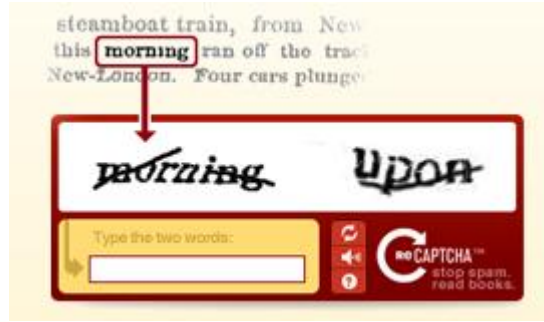 steamboat train, from New
this morning ran off the trac
New-London. Four cars plunge
morning upon
Type the two words:
ReCAPTCHA™
stop spam.
read books.